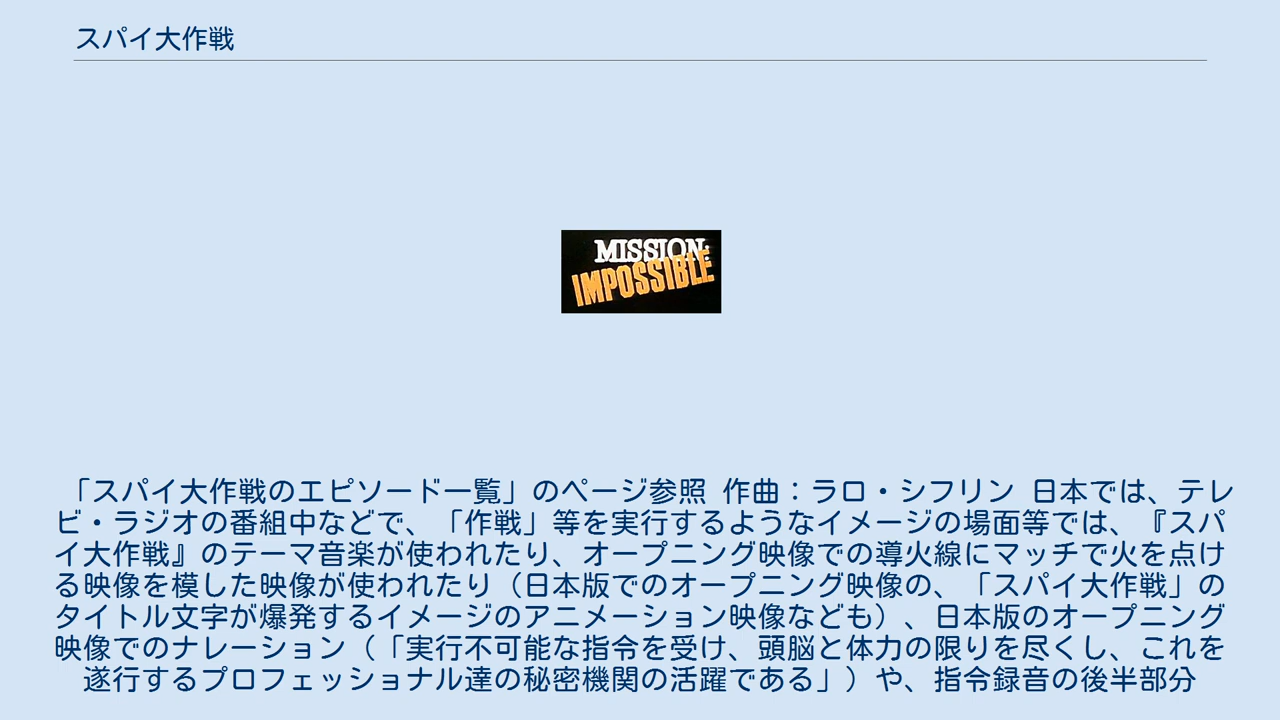 スパイ大作戦
MISSION:
IMPOSSIBLE
「スパイ大作戦のエピソード一覧」のページ参照 作曲：ラロ・シフリン 日本では、テレ
ビ・ラジオの番組中などで、「作戦」等を実行するようなイメージの場面等では、『スパ
イ大作戦』のテーマ音楽が使われたり、オープニング映像での導火線にマッチで火を点け
る映像を模した映像が使われたり（日本版でのオープニング映像の、「スパイ大作戦」の
タイトル文字が爆発するイメージのアニメーション映像なども）、日本版のオープニング
映像でのナレーション（「実行不可能な指令を受け、頭脳と体力の限りを尽くし、これを
遂行するプロフェッショナル達の秘密機関の活躍である」）や、指令録音の後半部分